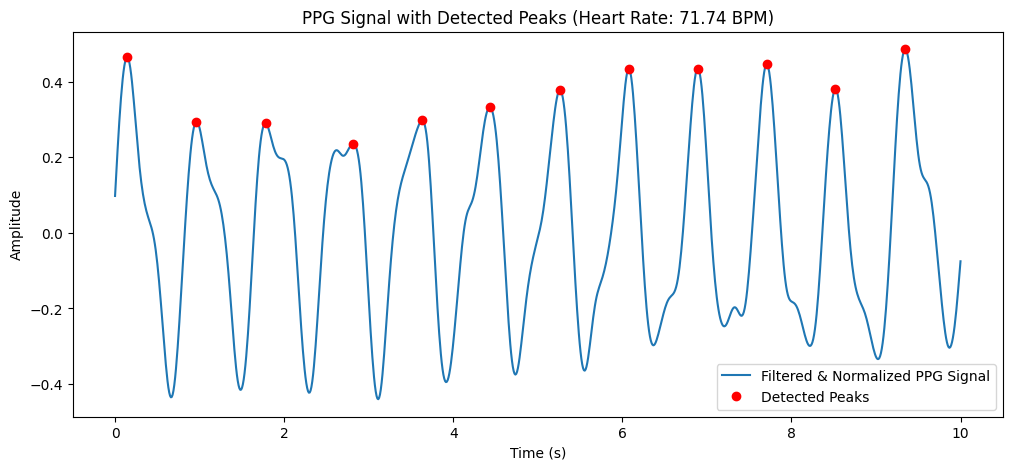 PPG Signal with Detected Peaks (Heart Rate: 71.74 BPM)
Amplitude
0.4
0.2
0.0
−0.2
−0.4
0 2 4 6 8 10
Time (s)
Filtered & Normalized PPG Signal
Detected Peaks